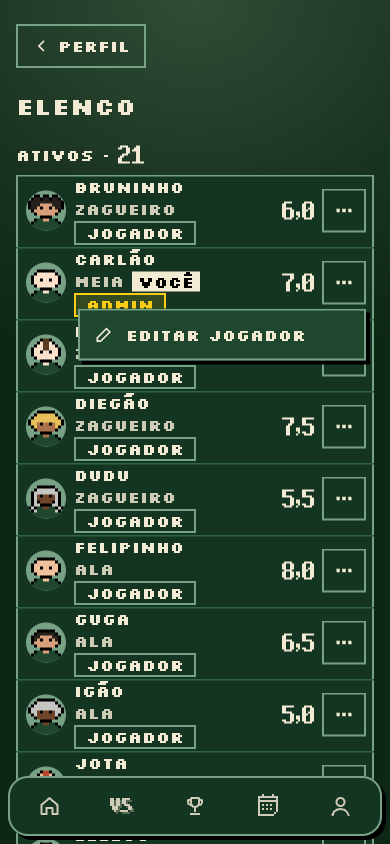 PERFIL
ELENCO
ATIVOS · 21
BRUNINHO
ZAGUEIRO
JOGADOR
6,0
···
CARLÃO
MEIA VOCÊ
ADMIN
7,0
···
EDITAR JOGADOR
JOGADOR
DIEGÃO
ZAGUEIRO
JOGADOR
7,5
···
DUDU
ZAGUEIRO
JOGADOR
5,5
···
FELIPINHO
ALA
JOGADOR
8,0
···
GUGA
ALA
JOGADOR
6,5
···
IGÃO
ALA
JOGADOR
5,0
···
JOTA
VS